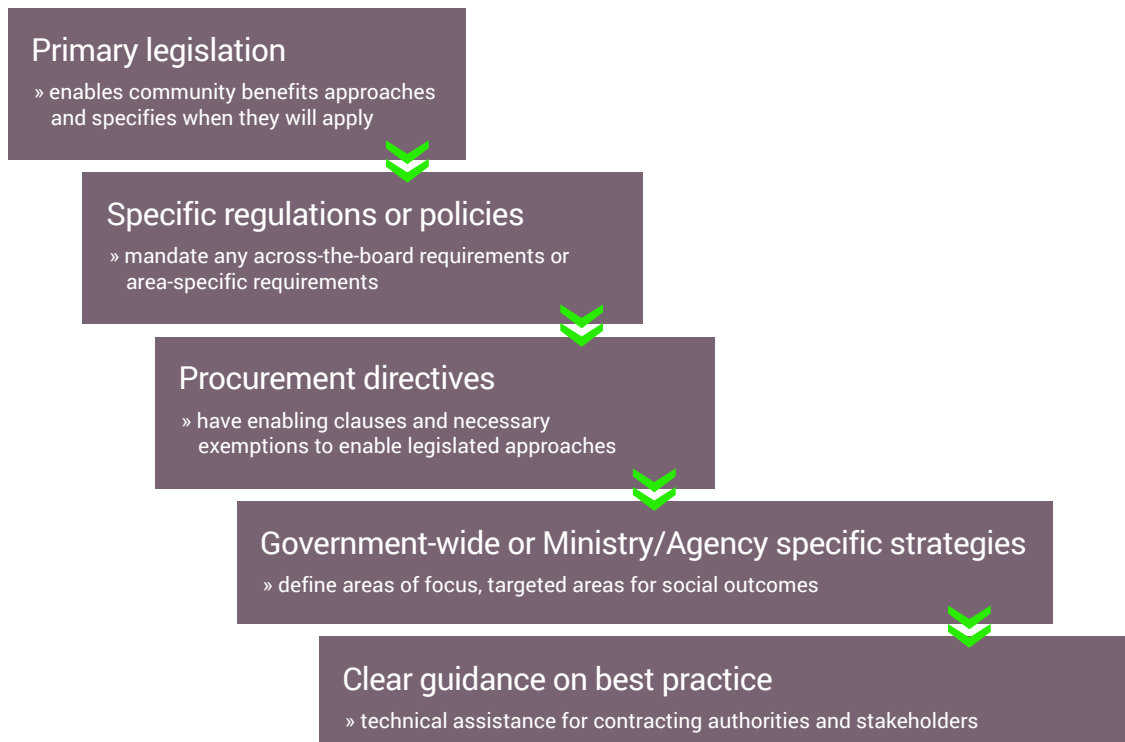 Primary legislation
» enables community benefits approaches
and specifies when they will apply
Specific regulations or policies
» mandate any across-the-board requirements or
area-specific requirements
Procurement directives
» have enabling clauses and necessary
exemptions to enable legislated approaches
Government-wide or Ministry/Agency specific strategies
» define areas of focus, targeted areas for social outcomes
Clear guidance on best practice
» technical assistance for contracting authorities and stakeholders